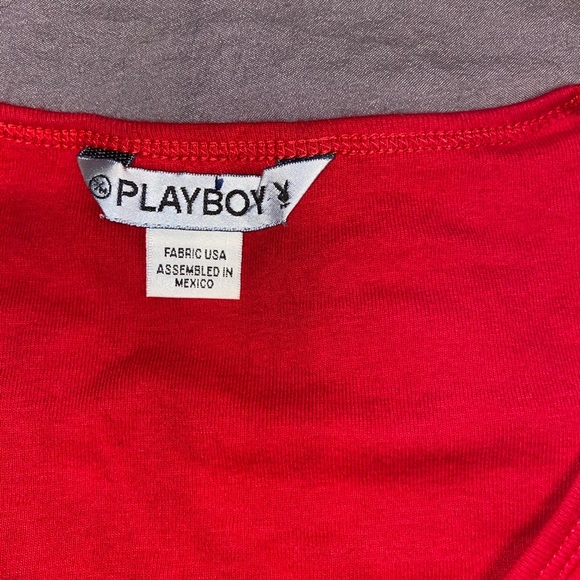 PLAYBOY
FABRIC USA
ASSEMBLED IN
MEXICO